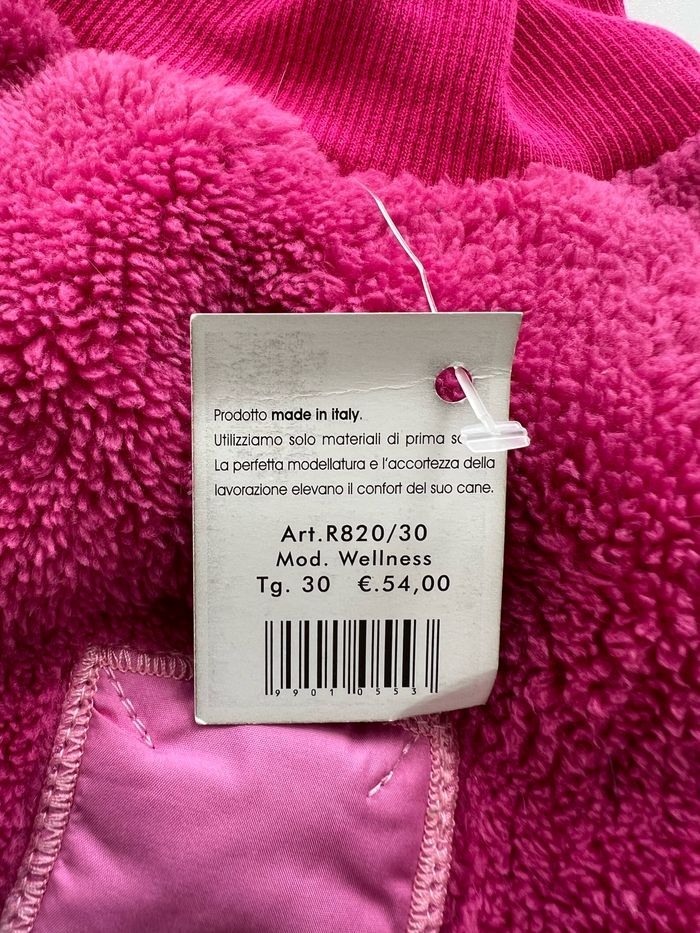 Prodotto made in italy.
Utilizziamo solo materiali di prima
La perfetta modellatura e l'accortezza della
lavorazione elevano il confort del suo cane.
Art.R820/30
Mod. Wellness
Tg. 30 €.54,00
99010553